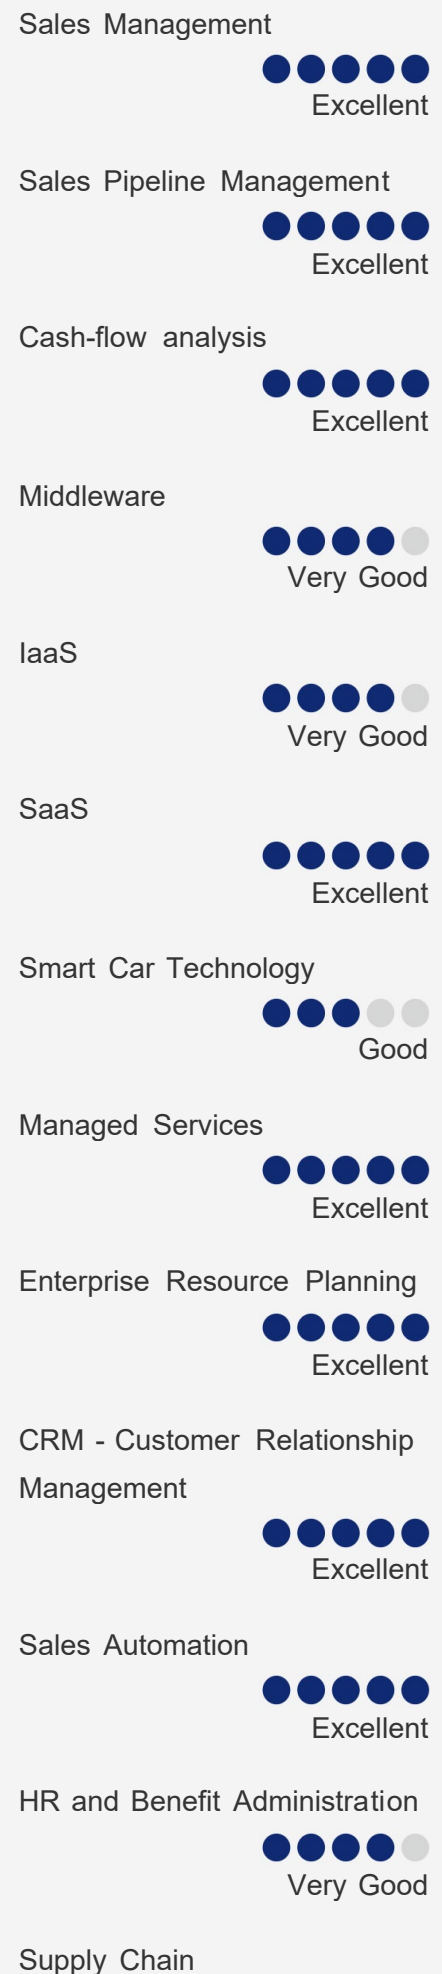 Sales Management
Excellent
Sales Pipeline Management
Excellent
Cash-flow analysis
Excellent
Middleware
Very Good
IaaS
Very Good
SaaS
Excellent
Smart Car Technology
Good
Managed Services
Excellent
Enterprise Resource Planning
Excellent
CRM - Customer Relationship
Management
Excellent
Sales Automation
Excellent
HR and Benefit Administration
Very Good
Supply Chain